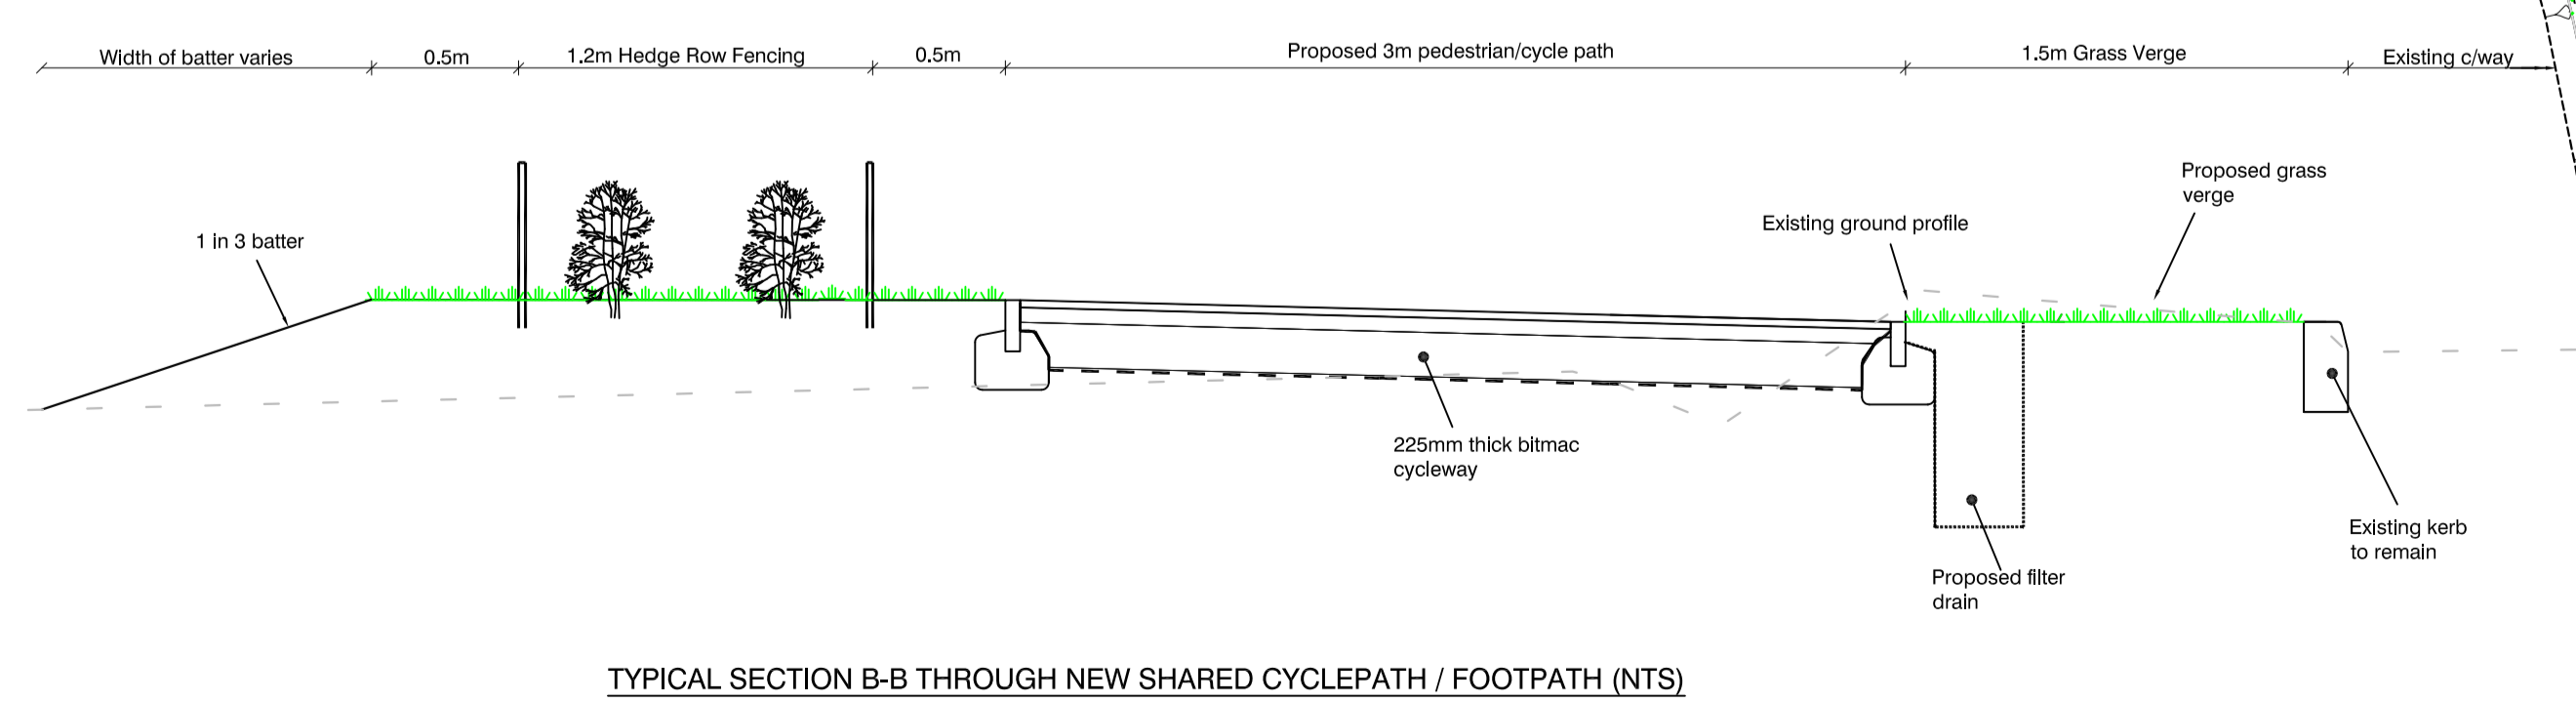 Width of batter varies
0.5m
1.2m Hedge Row Fencing
0.5m
Proposed 3m pedestrian/cycle path
1.5m Grass Verge
Existing c/way
1 in 3 batter
Existing ground profile
Proposed grass
verge
225mm thick bitmac
cycleway
Proposed filter
drain
Existing kerb
to remain
TYPICAL SECTION B-B THROUGH NEW SHARED CYCLEPATH / FOOTPATH (NTS)